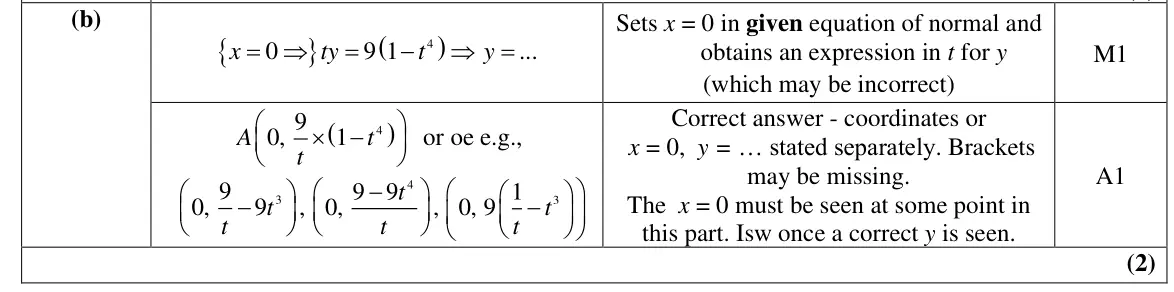 (b)
{x = 0 ⇒} ty = 9(1 − t⁴) ⇒ y = ...
Sets x = 0 in given equation of normal and
obtains an expression in t for y
(which may be incorrect)
M1
A(0, 9/t × (1 − t⁴)) or oe e.g.,
(0, 9/t − 9t³), (0, (9 − 9t⁴)/t), (0, 9(1/t − t³))
Correct answer - coordinates or
x = 0, y = … stated separately. Brackets
may be missing.
The x = 0 must be seen at some point in
this part. Isw once a correct y is seen.
A1
(2)